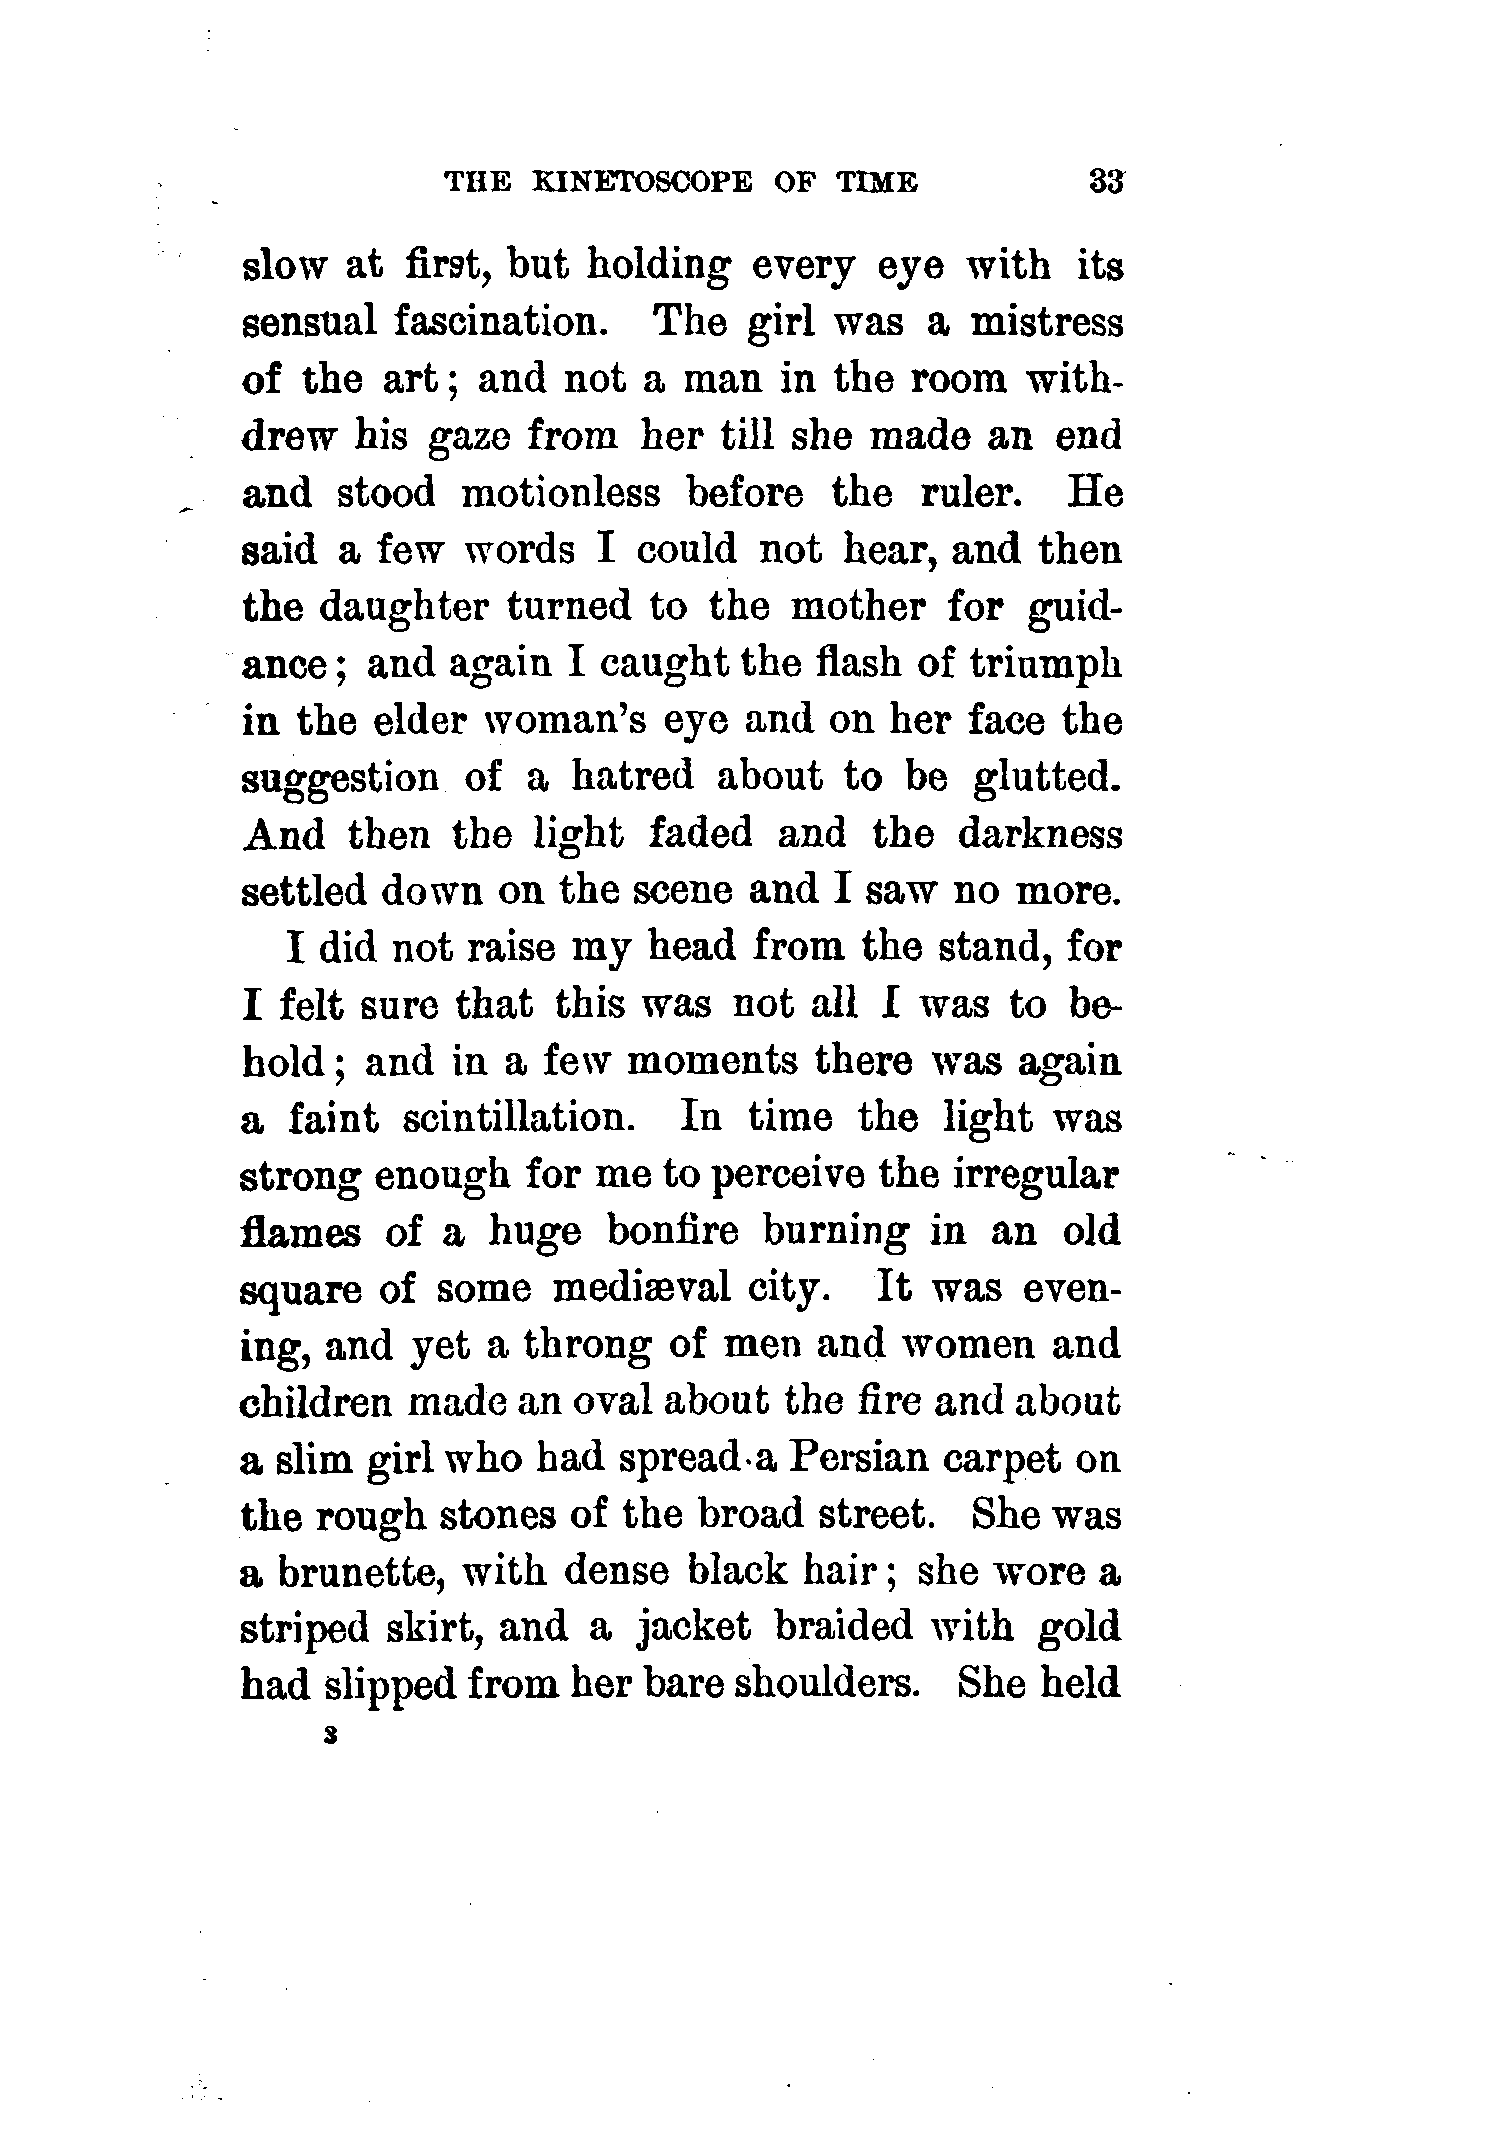 THE KINETOSCOPE OF TIME 33
slow at first, but holding every eye with its
sensual fascination. The girl was a mistress
of the art; and not a man in the room with-
drew his gaze from her till she made an end
and stood motionless before the ruler. He
said a few words I could not hear, and then
the daughter turned to the mother for guid-
ance; and again I caught the flash of triumph
in the elder woman's eye and on her face the
suggestion of a hatred about to be glutted.
And then the light faded and the darkness
settled down on the scene and I saw no more.
I did not raise my head from the stand, for
I felt sure that this was not all I was to be-
hold; and in a few moments there was again
a faint scintillation. In time the light was
strong enough for me to perceive the irregular
flames of a huge bonfire burning in an old
square of some mediæval city. It was even-
ing, and yet a throng of men and women and
children made an oval about the fire and about
a slim girl who had spread a Persian carpet on
the rough stones of the broad street. She was
a brunette, with dense black hair; she wore a
striped skirt, and a jacket braided with gold
had slipped from her bare shoulders. She held
3